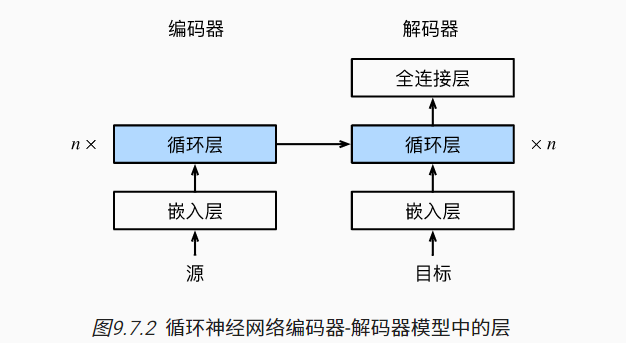 编码器
解码器
全连接层
n × 循环层 循环层 × n
嵌入层 嵌入层
源 目标
图9.7.2 循环神经网络编码器-解码器模型中的层